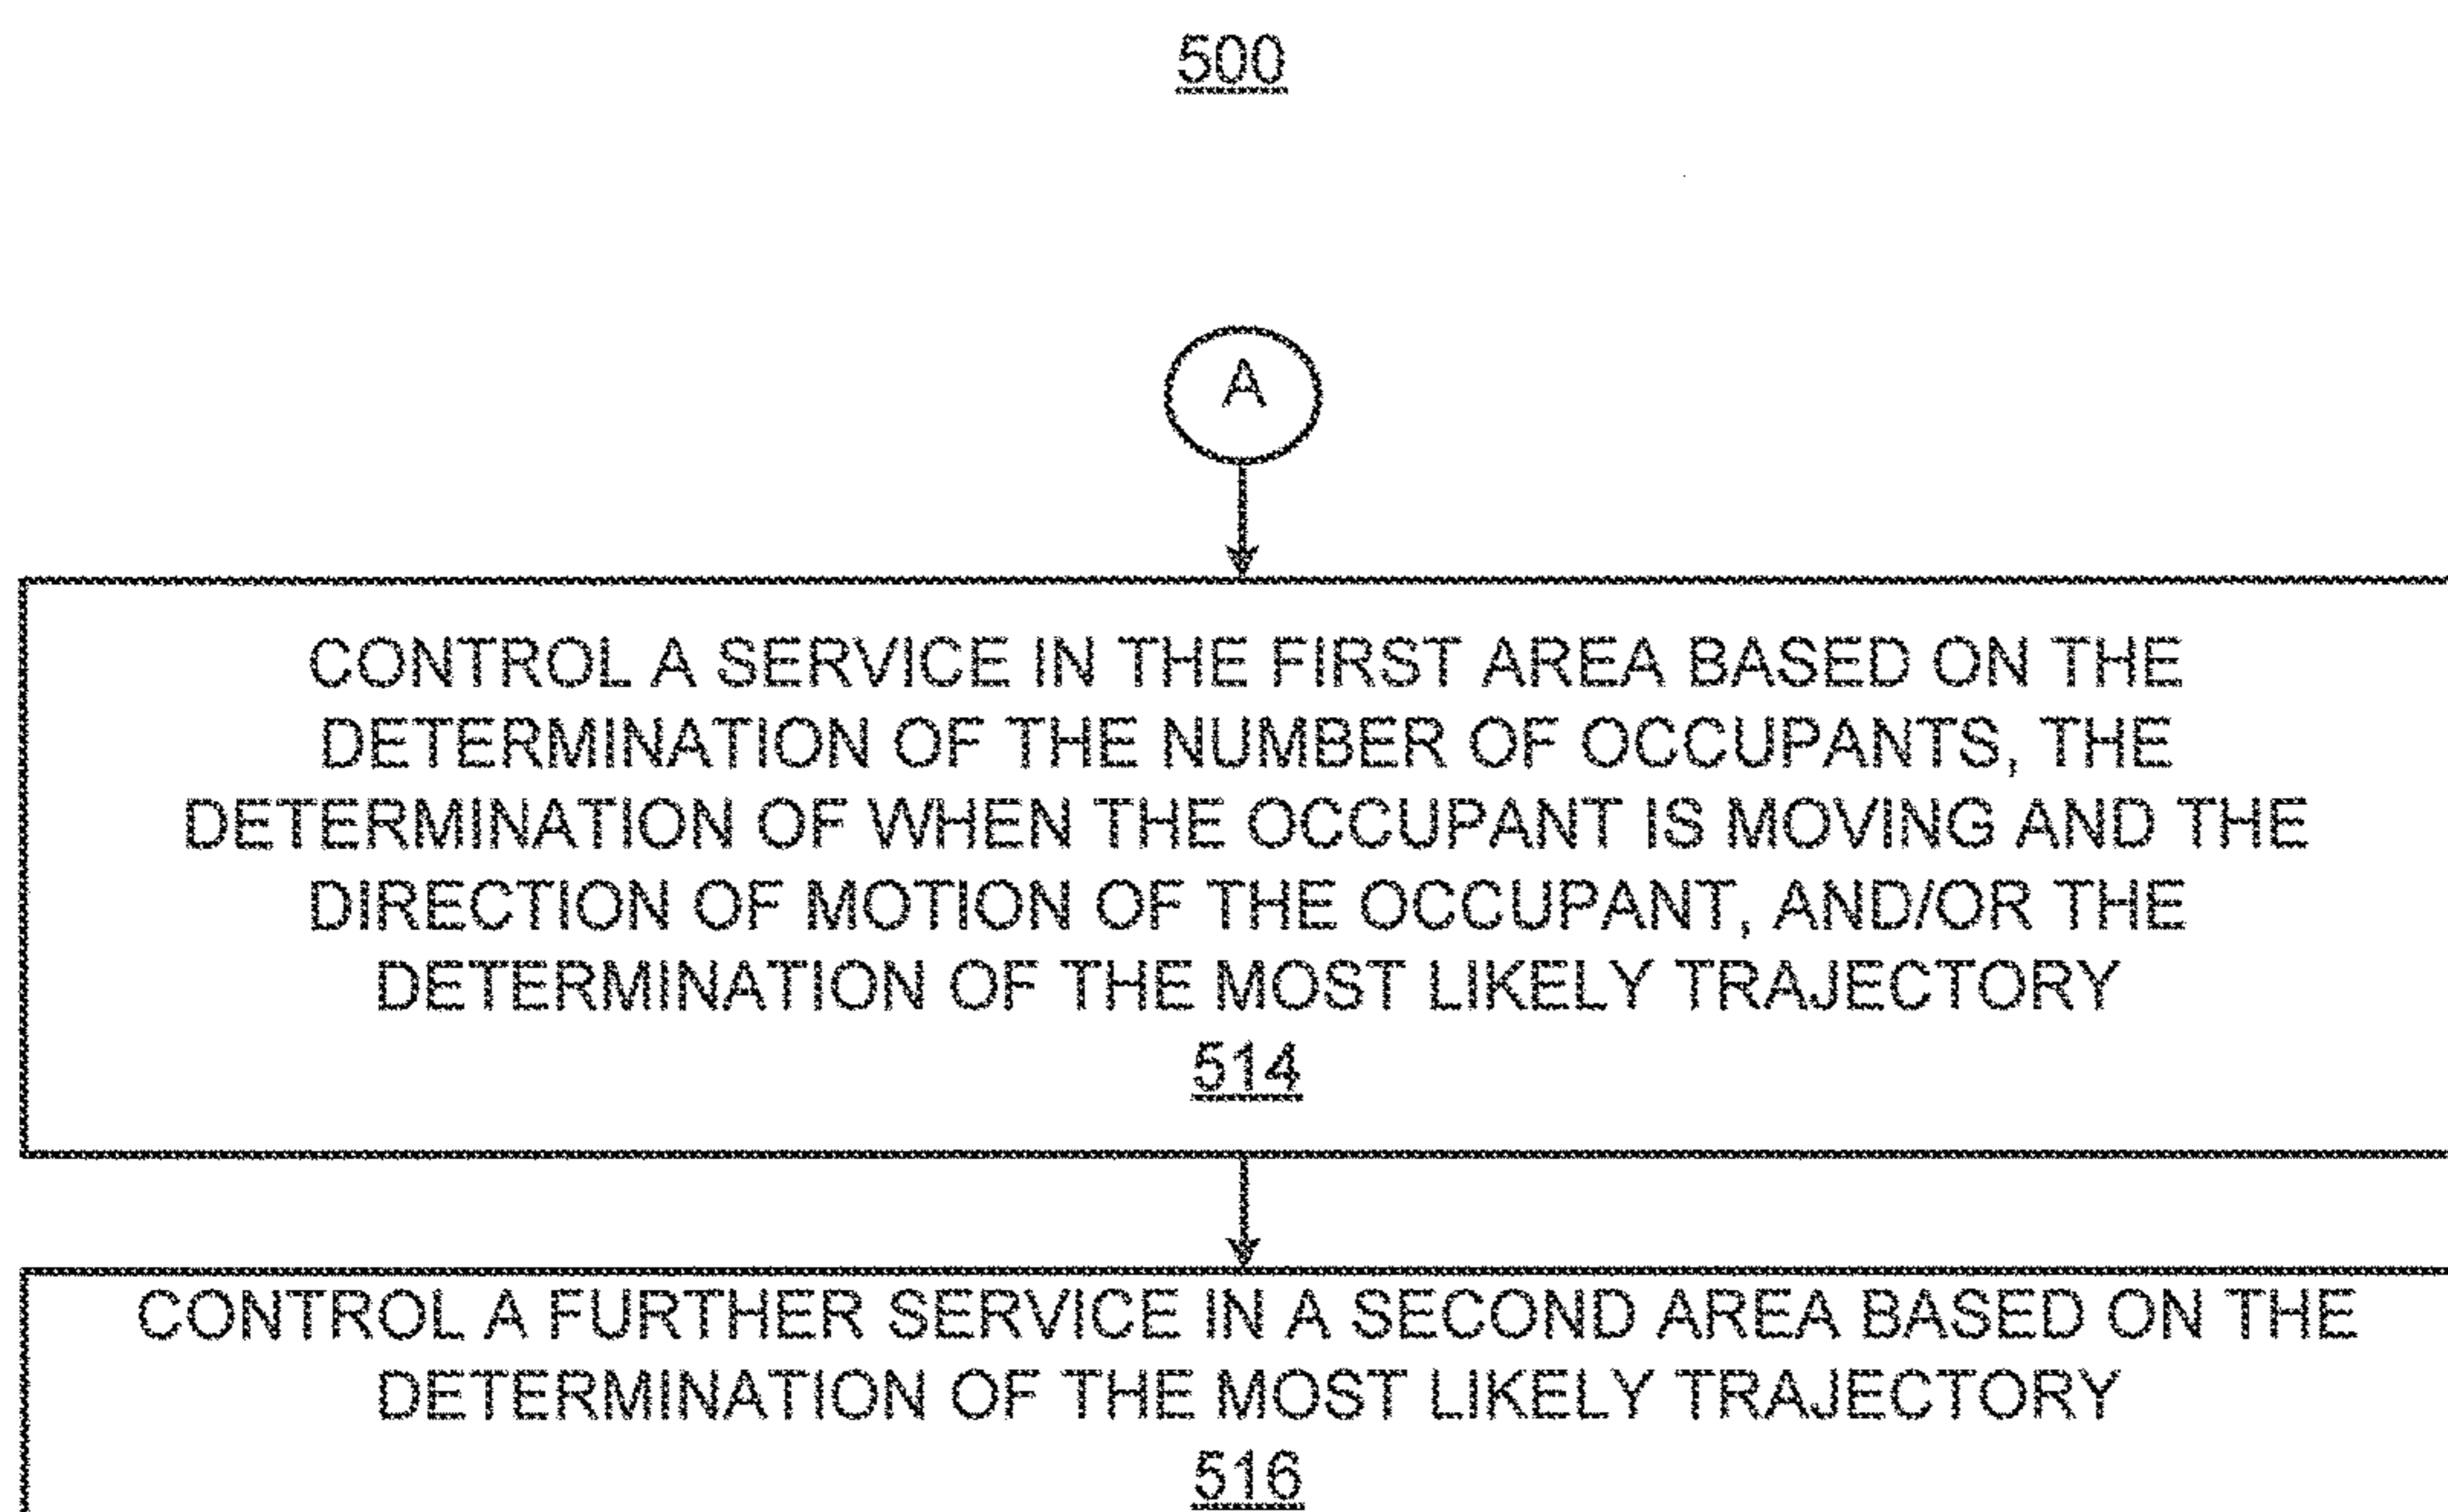 500
A
CONTROL A SERVICE IN THE FIRST AREA BASED ON THE
DETERMINATION OF THE NUMBER OF OCCUPANTS, THE
DETERMINATION OF WHEN THE OCCUPANT IS MOVING AND THE
DIRECTION OF MOTION OF THE OCCUPANT, AND/OR THE
DETERMINATION OF THE MOST LIKELY TRAJECTORY
514
CONTROL A FURTHER SERVICE IN A SECOND AREA BASED ON THE
DETERMINATION OF THE MOST LIKELY TRAJECTORY
516